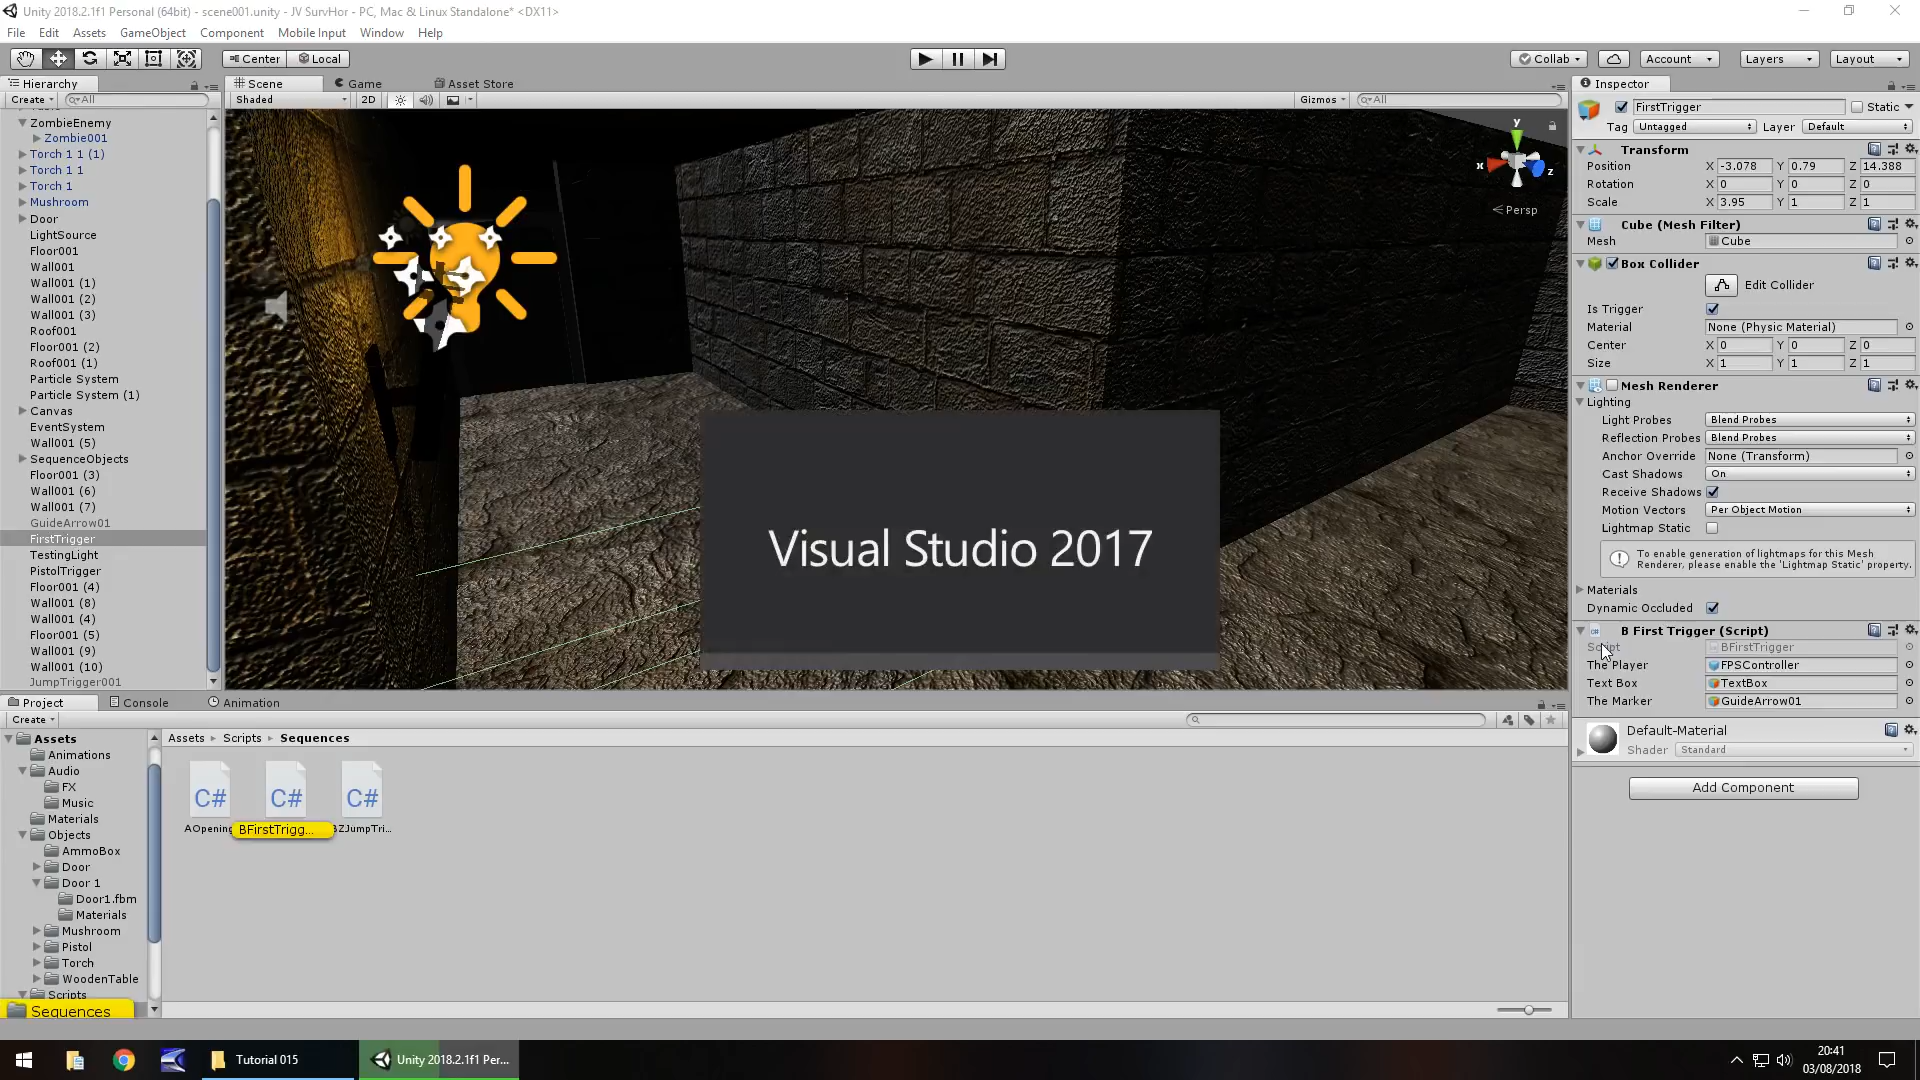 Unity 2018.2.1f1 Personal (64bit) - scene001.unity - JV SurvHor - PC, Mac & Linux Standalone* <DX11>
File Edit Assets GameObject Component Mobile Input Window Help
Center Local
Collab Account Layers Layout
Hierarchy
Create All
ZombieEnemy
Zombie001
Torch 1 1 (1)
Torch 1 1
Torch 1
Mushroom
Door
LightSource
Floor001
Wall001
Wall001 (1)
Wall001 (2)
Wall001 (3)
Roof001
Floor001 (2)
Roof001 (1)
Particle System
Particle System (1)
Canvas
EventSystem
Wall001 (5)
SequenceObjects
Floor001 (3)
Wall001 (6)
Wall001 (7)
GuideArrow01
FirstTrigger
TestingLight
PistolTrigger
Floor001 (4)
Wall001 (8)
Wall001 (4)
Floor001 (5)
Wall001 (9)
Wall001 (10)
JumpTrigger001
Scene Game Asset Store
Shaded 2D Gizmos All
y
x
z
Persp
Visual Studio 2017
Inspector
FirstTrigger Static
Tag Untagged Layer Default
Transform
Position X -3.078 Y 0.79 Z 14.388
Rotation X 0 Y 0 Z 0
Scale X 3.95 Y 1 Z 1
Cube (Mesh Filter)
Mesh Cube
Box Collider
Edit Collider
Is Trigger
Material None (Physic Material)
Center X 0 Y 0 Z 0
Size X 1 Y 1 Z 1
Mesh Renderer
Lighting
Light Probes Blend Probes
Reflection Probes Blend Probes
Anchor Override None (Transform)
Cast Shadows On
Receive Shadows
Motion Vectors Per Object Motion
Lightmap Static
To enable generation of lightmaps for this Mesh
Renderer, please enable the 'Lightmap Static' property.
Materials
Dynamic Occluded
B First Trigger (Script)
Script BFirstTrigger
The Player FPSController
Text Box TextBox
The Marker GuideArrow01
Default-Material
Shader Standard
Add Component
Project Console Animation
Create
Assets
Animations
Audio
FX
Music
Materials
Objects
AmmoBox
Door
Door 1
Door1.fbm
Materials
Mushroom
Pistol
Torch
WoodenTable
Scripts
Sequences
Assets Scripts Sequences
C# C# C#
AOpening BFirstTrigg... BZJumpTri...
Tutorial 015
Unity 2018.2.1f1 Per...
20:41
03/08/2018